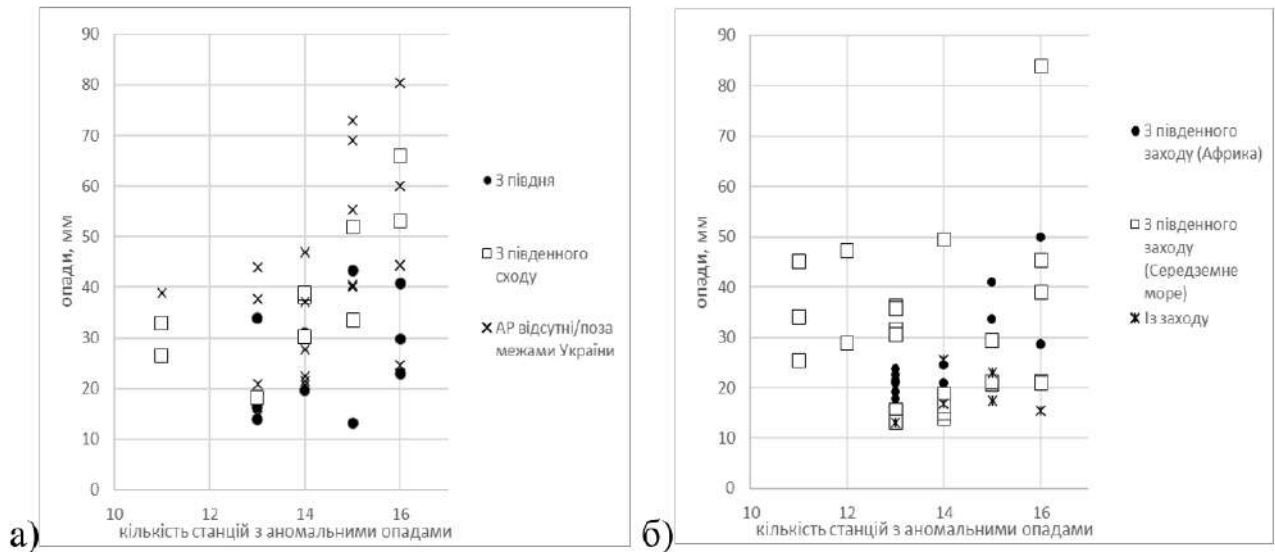 90
80
70
60
50
40
30
20
10
0
опади, мм
10
12
14
16
кількість станцій з аномальними опадами
З півдня
З південного
сходу
АР відсутні/поза
межами України
а)
90
80
70
60
50
40
30
20
10
0
опади, мм
10
12
14
16
кількість станцій з аномальними опадами
З південного
заходу (Африка)
З південного
заходу
(Середземне
море)
Із заходу
б)